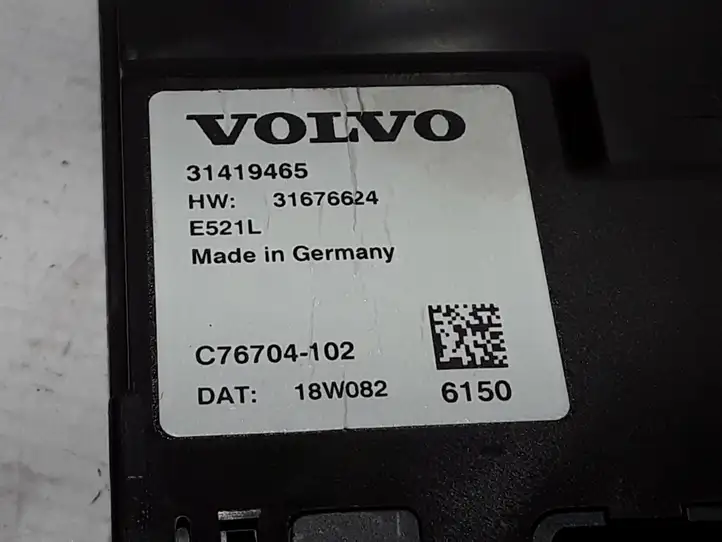 VOLVO
31419465
HW: 31676624
E521L
Made in Germany
C76704-102
DAT: 18W082 6150